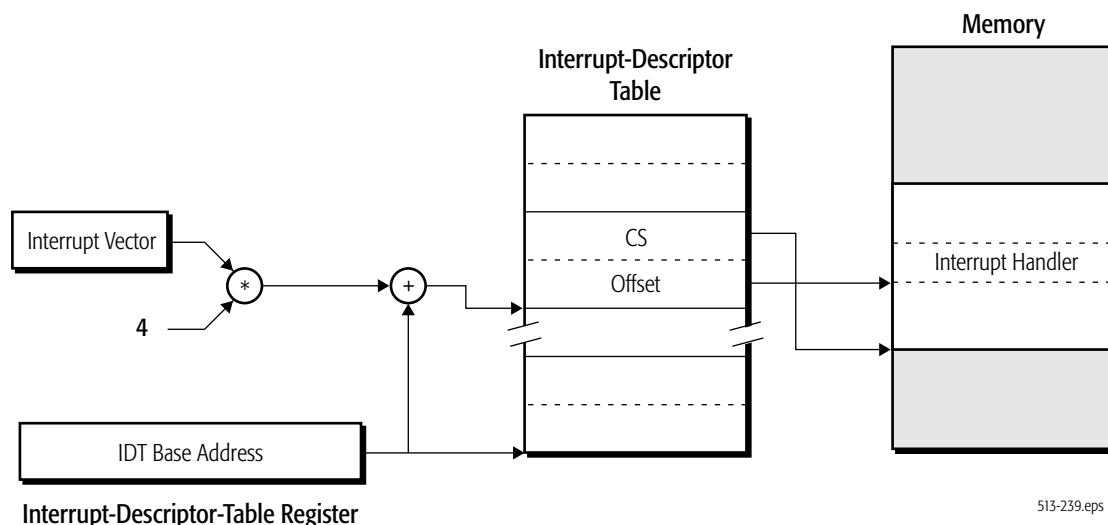 Memory
Interrupt-Descriptor
Table
Interrupt Vector
*
4
+
CS
Offset
Interrupt Handler
IDT Base Address
Interrupt-Descriptor-Table Register
513-239.eps